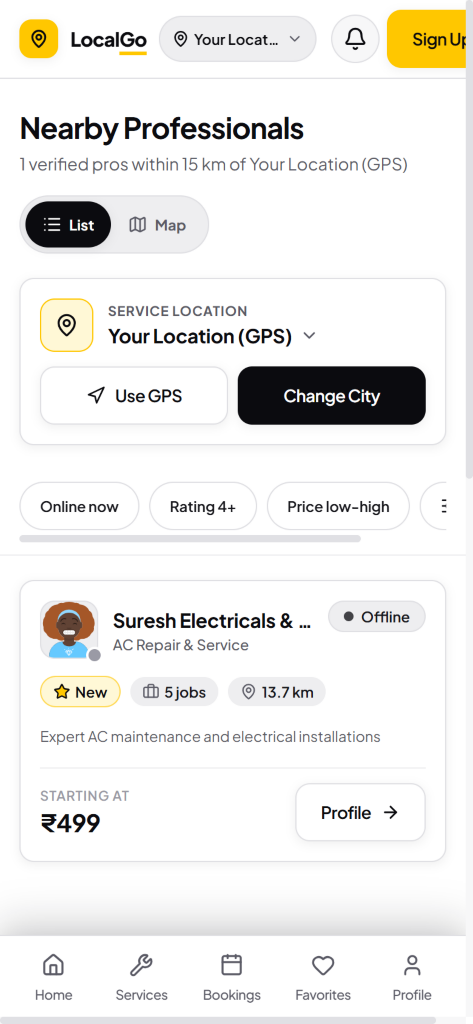 LocalGo
Your Locat...
Sign Up
Nearby Professionals
1 verified pros within 15 km of Your Location (GPS)
List
Map
SERVICE LOCATION
Your Location (GPS)
Use GPS
Change City
Online now
Rating 4+
Price low-high
Suresh Electricals & ...
Offline
AC Repair & Service
New
5 jobs
13.7 km
Expert AC maintenance and electrical installations
STARTING AT
₹499
Profile
Home
Services
Bookings
Favorites
Profile